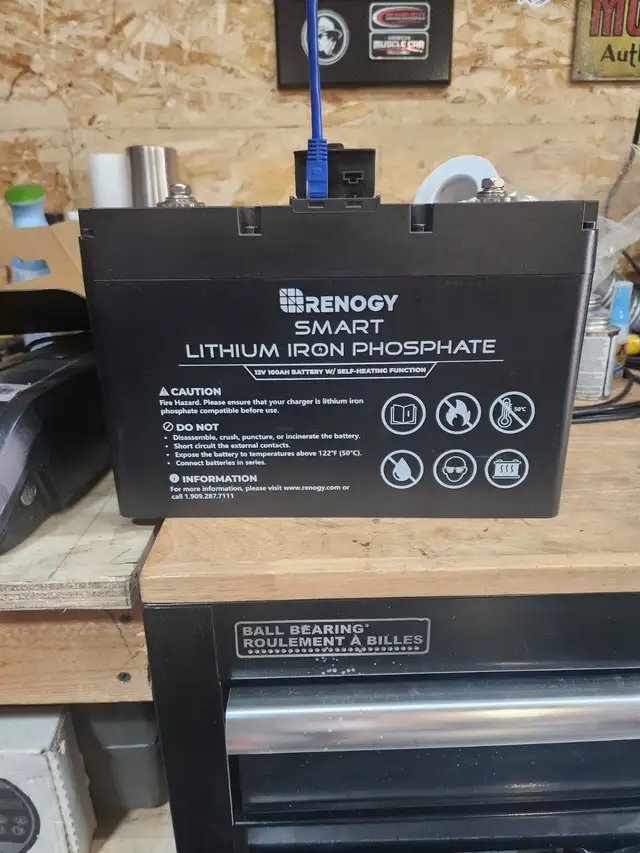 MUSCLE CAR
Auth
RENOGY
SMART
LITHIUM IRON PHOSPHATE
12V 100AH BATTERY W/ SELF-HEATING FUNCTION
CAUTION
Fire Hazard. Please ensure that your charger is lithium iron
phosphate compatible before use.
DO NOT
• Disassemble, crush, puncture, or incinerate the battery.
• Short circuit the external contacts.
• Expose the battery to temperatures above 122°F (50°C).
• Connect batteries in series.
INFORMATION
For more information, please visit www.renogy.com or
call 1.909.287.7111
50°C
BALL BEARING
ROULEMENT À BILLES